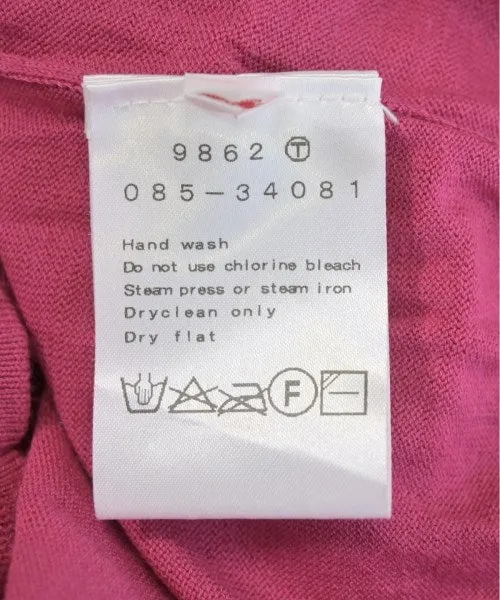 9862 Ⓣ
085-34081
Hand wash
Do not use chlorine bleach
Steam press or steam iron
Dryclean only
Dry flat
F